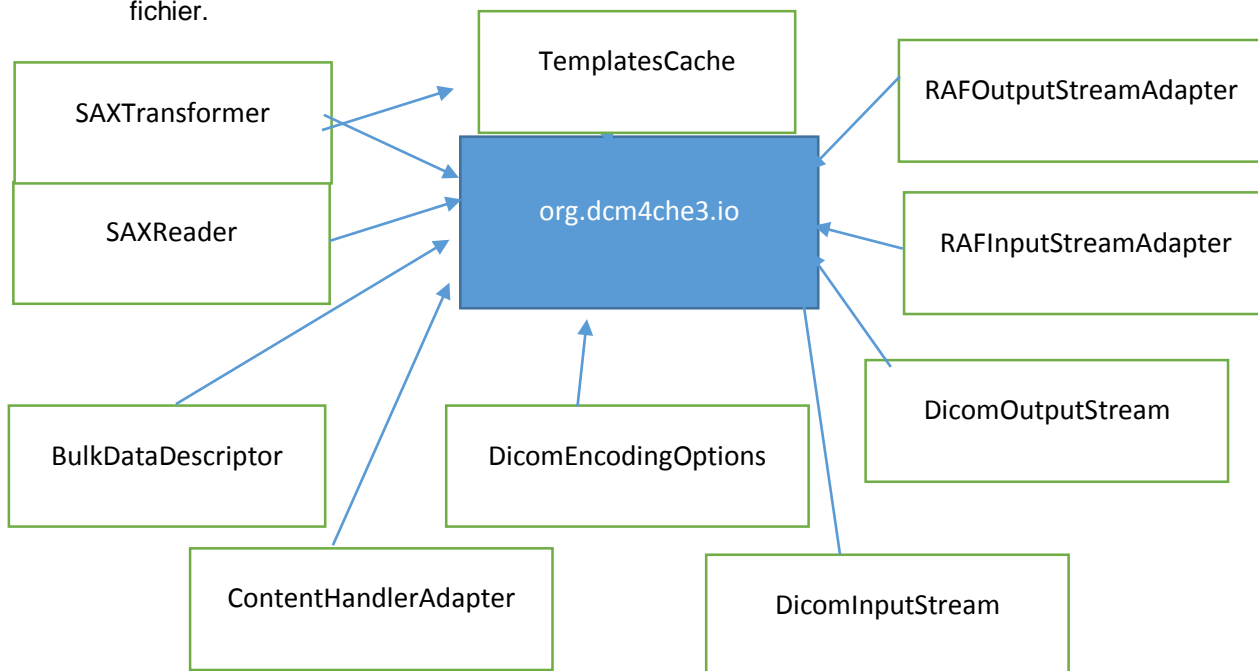 fichier.
TemplatesCache
SAXTransformer
RAFOutputStreamAdapter
org.dcm4che3.io
SAXReader
RAFInputStreamAdapter
DicomOutputStream
BulkDataDescriptor
DicomEncodingOptions
ContentHandlerAdapter
DicomInputStream